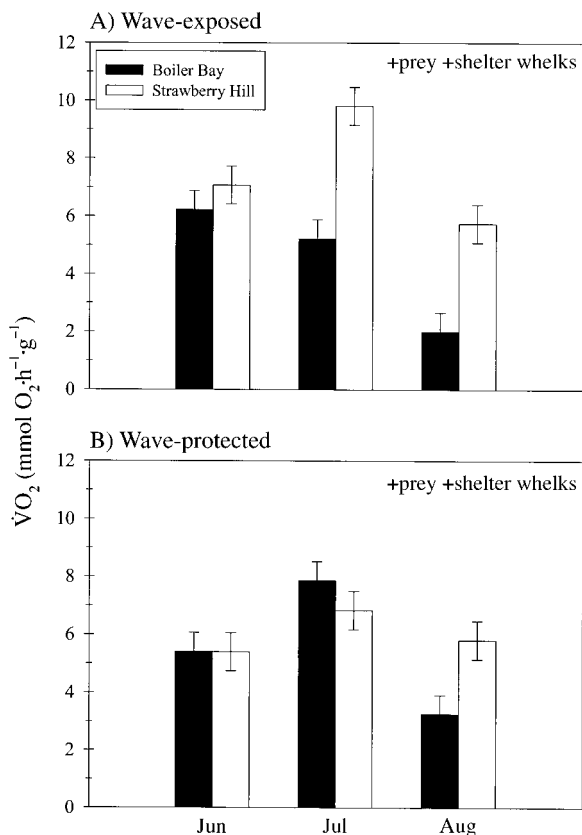 A) Wave-exposed
12
+prey +shelter whelks
Boiler Bay
Strawberry Hill
10
8
6
4
2
0
V̇O₂ (mmol O₂·h⁻¹·g⁻¹)
B) Wave-protected
12
+prey +shelter whelks
10
8
6
4
2
0
Jun Jul Aug